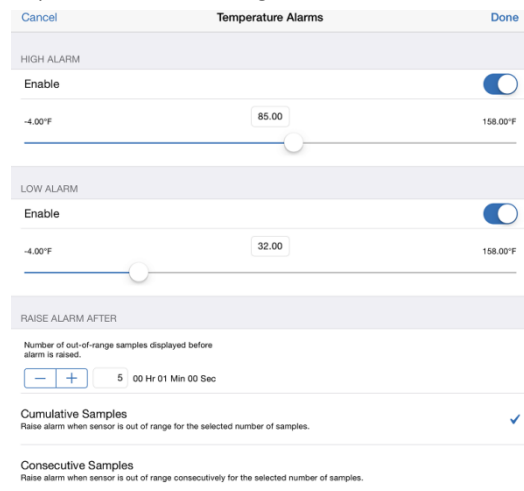 Cancel Temperature Alarms Done
HIGH ALARM
Enable
-4.00°F 85.00 158.00°F
LOW ALARM
Enable
-4.00°F 32.00 158.00°F
RAISE ALARM AFTER
Number of out-of-range samples displayed before
alarm is raised.
— + 5 00 Hr 01 Min 00 Sec
Cumulative Samples
Raise alarm when sensor is out of range for the selected number of samples.
Consecutive Samples
Raise alarm when sensor is out of range consecutively for the selected number of samples.